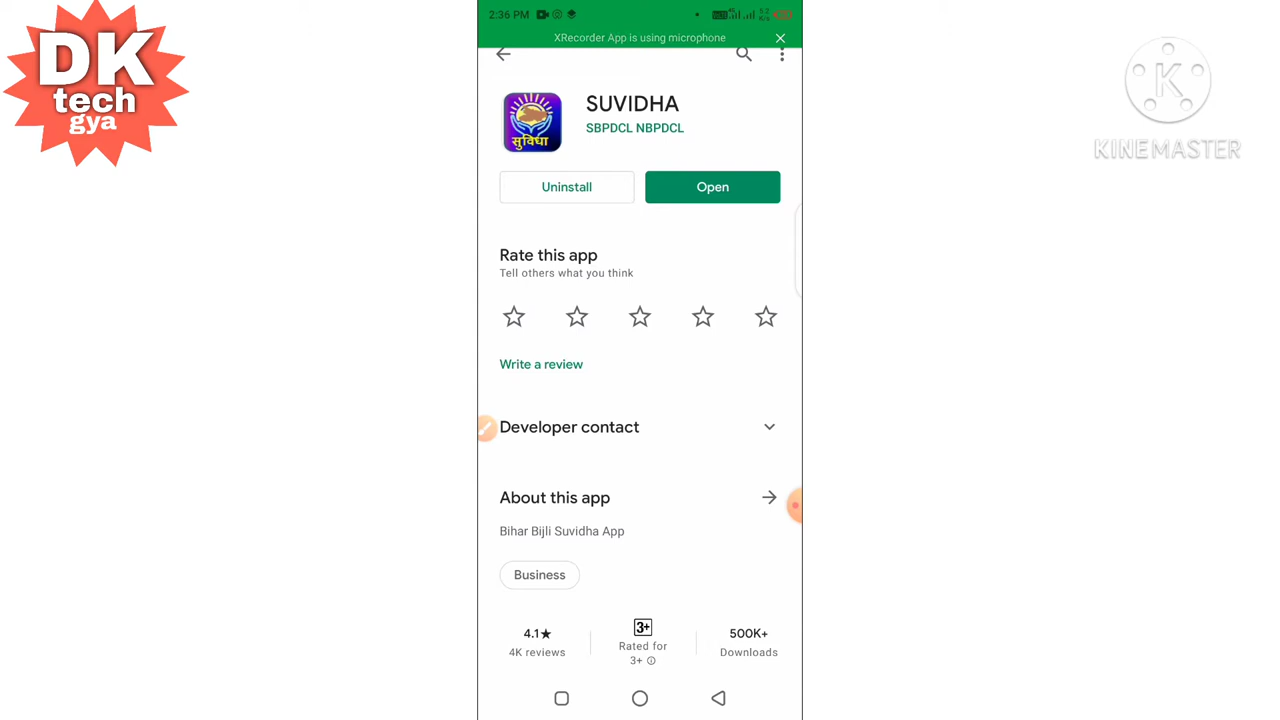 DK
tech
gya
2:36 PM
XRecorder App is using microphone
K
KINEMASTER
SUVIDHA
SBPDCL NBPDCL
सुविधा
Uninstall
Open
Rate this app
Tell others what you think
Write a review
Developer contact
About this app
Bihar Bijli Suvidha App
Business
4.1★
4K reviews
3+
Rated for
3+
500K+
Downloads